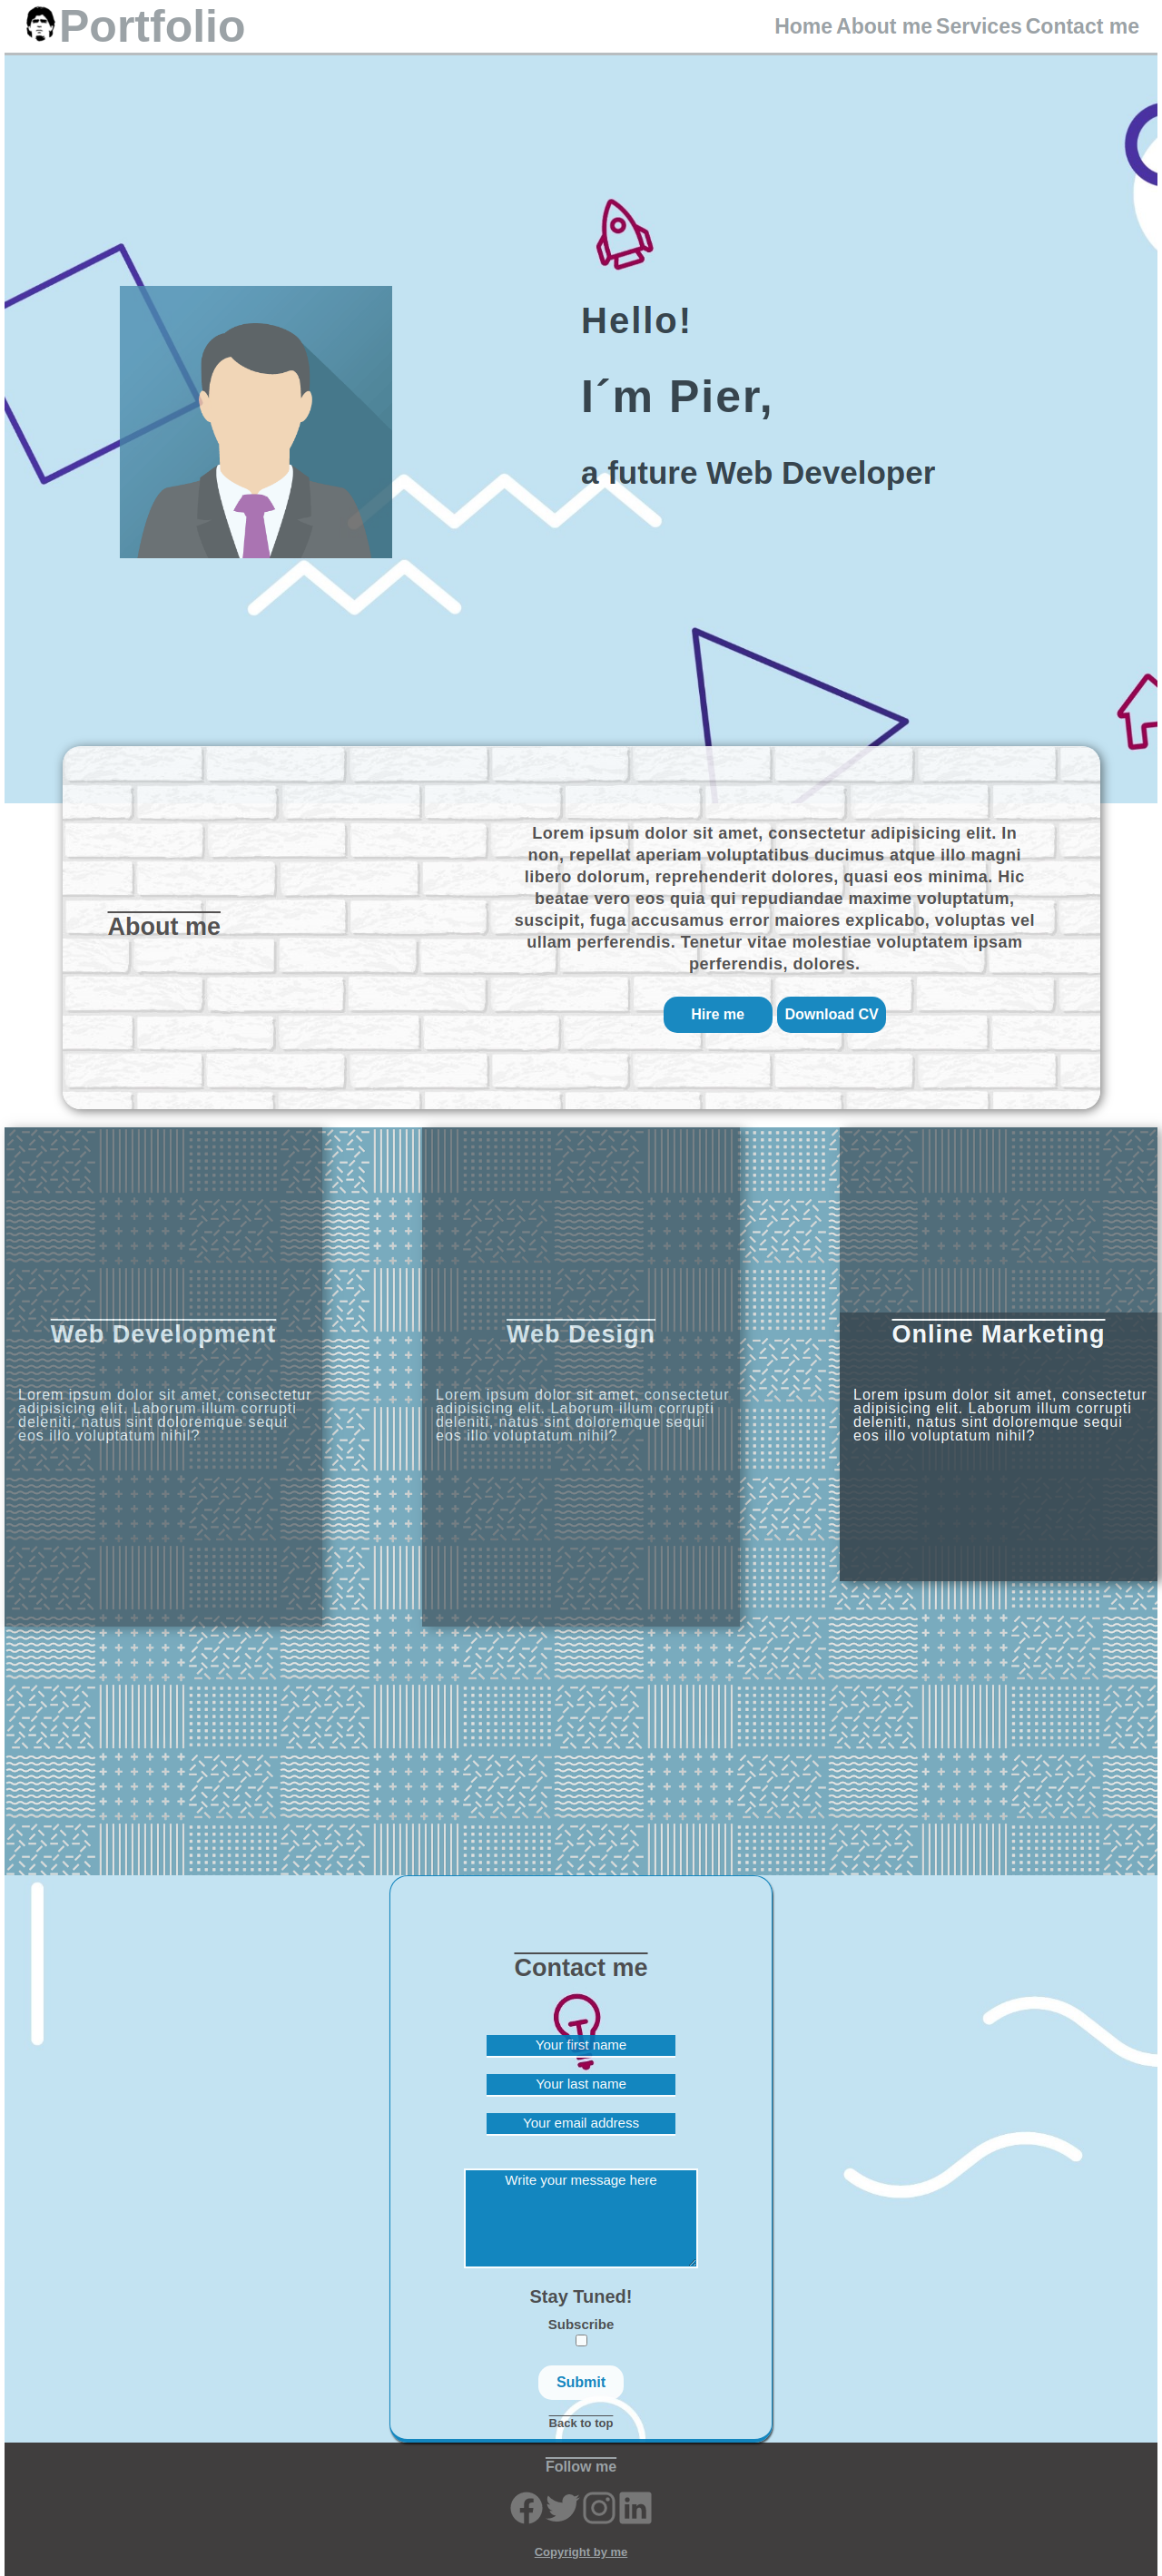 Portfolio
Home About me Services Contact me
Hello!
I´m Pier,
a future Web Developer
About me
Lorem ipsum dolor sit amet, consectetur adipisicing elit. In
non, repellat aperiam voluptatibus ducimus atque illo magni
libero dolorum, reprehenderit dolores, quasi eos minima. Hic
beatae vero eos quia qui repudiandae maxime voluptatum,
suscipit, fuga accusamus error maiores explicabo, voluptas vel
ullam perferendis. Tenetur vitae molestiae voluptatem ipsam
perferendis, dolores.
Hire me
Download CV
Web Development
Lorem ipsum dolor sit amet, consectetur
adipisicing elit. Laborum illum corrupti
deleniti, natus sint doloremque sequi
eos illo voluptatum nihil?
Web Design
Lorem ipsum dolor sit amet, consectetur
adipisicing elit. Laborum illum corrupti
deleniti, natus sint doloremque sequi
eos illo voluptatum nihil?
Online Marketing
Lorem ipsum dolor sit amet, consectetur
adipisicing elit. Laborum illum corrupti
deleniti, natus sint doloremque sequi
eos illo voluptatum nihil?
Contact me
Your first name
Your last name
Your email address
Write your message here
Stay Tuned!
Subscribe
Submit
Back to top
Follow me
Copyright by me